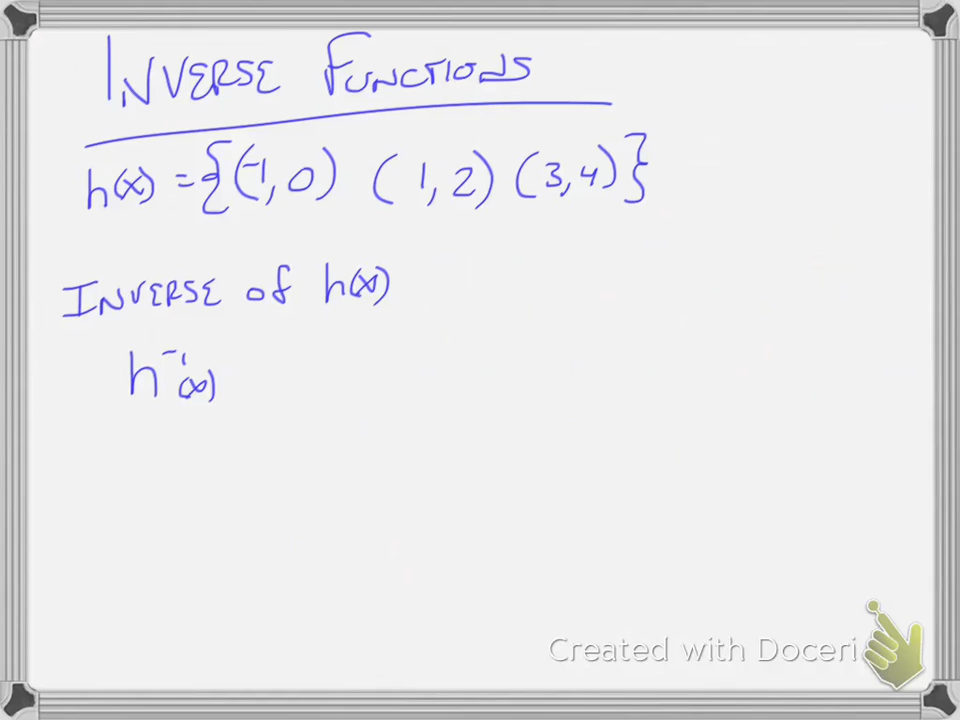 INVERSE FUNCTIONS
h(x) = {(-1, 0) (1, 2) (3, 4)}
INVERSE of h(x)
h⁻¹(x)
Created with Doceri